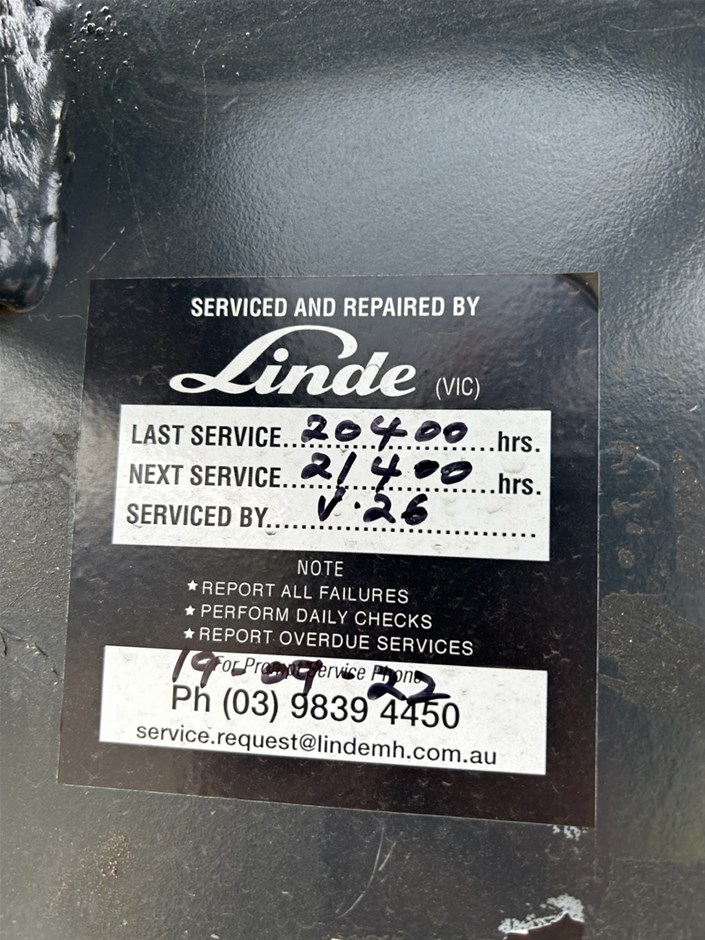 SERVICED AND REPAIRED BY
Linde (VIC)
LAST SERVICE..20400...hrs.
NEXT SERVICE..21400...hrs.
SERVICED BY....V.26..........
NOTE
★REPORT ALL FAILURES
★PERFORM DAILY CHECKS
★REPORT OVERDUE SERVICES
For Prompt Service Phone
19-09-22
Ph (03) 9839 4450
service.request@lindemh.com.au